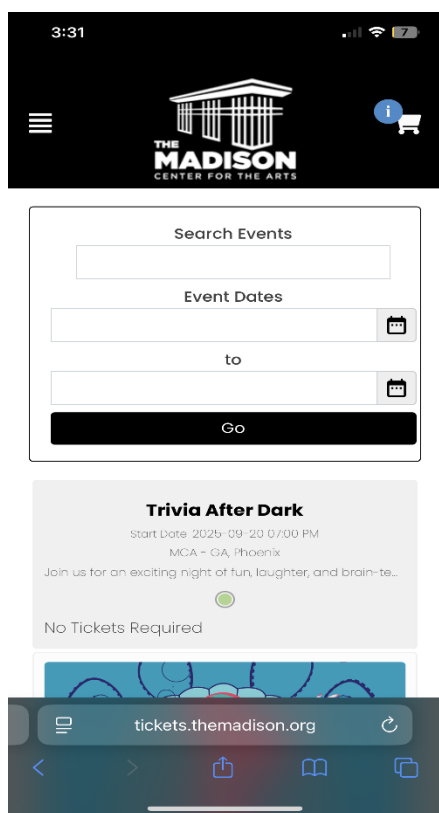 3:31
7
THE
MADISON
CENTER FOR THE ARTS
i
Search Events
Event Dates
to
Go
Trivia After Dark
Start Date 2025-09-20 07:00 PM
MCA - GA, Phoenix
Join us for an exciting night of fun, laughter, and brain-te...
No Tickets Required
tickets.themadison.org